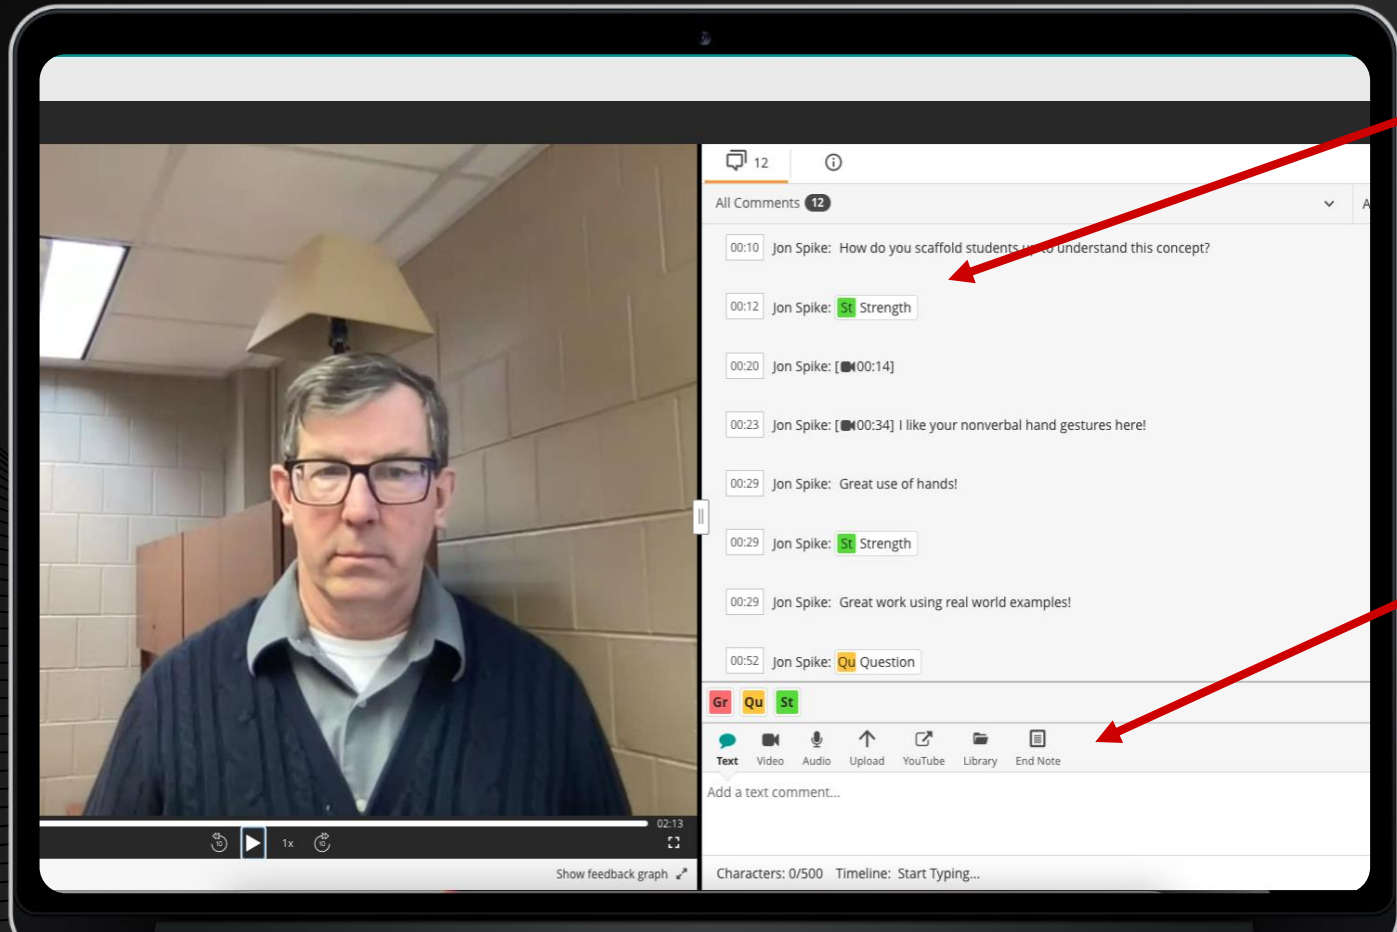 12
All Comments 12
A
00:10 Jon Spike: How do you scaffold students up to understand this concept?
00:12 Jon Spike: St Strength
00:20 Jon Spike: [00:14]
00:23 Jon Spike: [00:34] I like your nonverbal hand gestures here!
00:29 Jon Spike: Great use of hands!
00:29 Jon Spike: St Strength
00:29 Jon Spike: Great work using real world examples!
00:52 Jon Spike: Qu Question
Gr Qu St
Text Video Audio Upload YouTube Library End Note
Add a text comment...
02:13
10 1x 10
Show feedback graph
Characters: 0/500 Timeline: Start Typing...